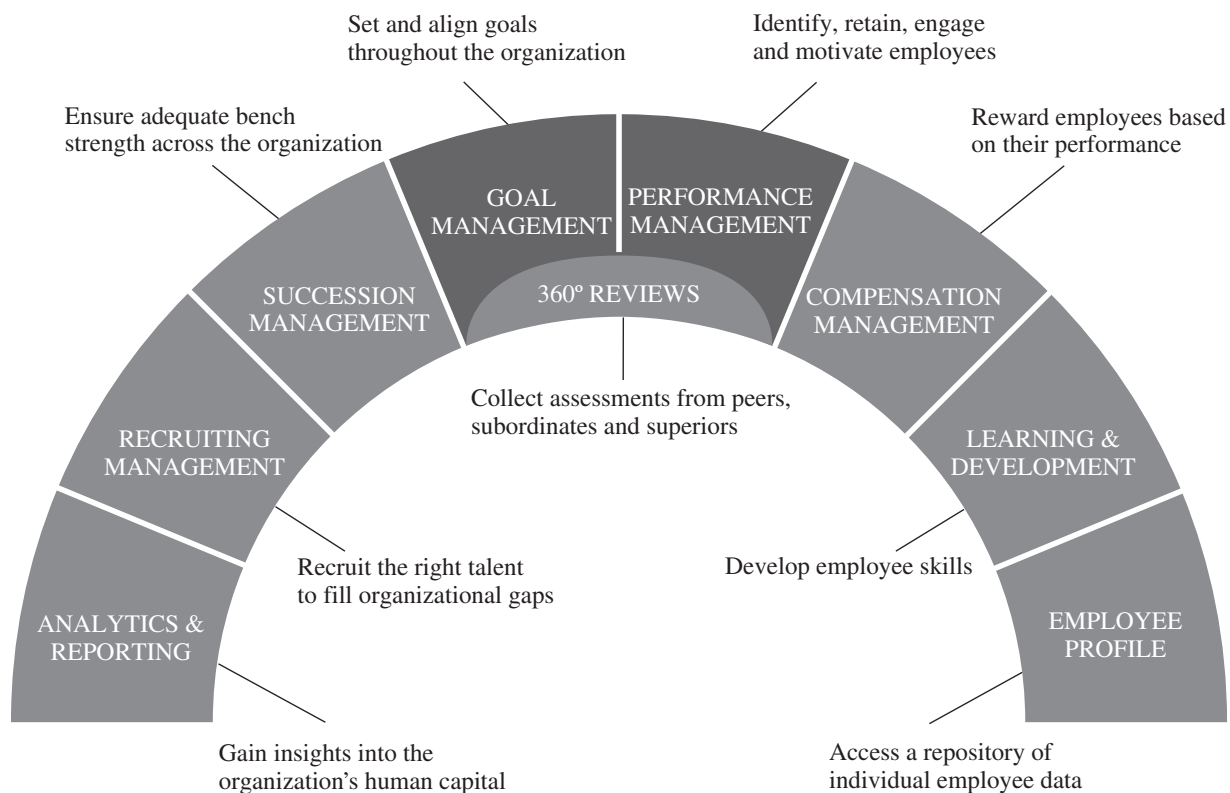 Set and align goals
throughout the organization
Identify, retain, engage
and motivate employees
Ensure adequate bench
strength across the organization
Reward employees based
on their performance
GOAL
MANAGEMENT
PERFORMANCE
MANAGEMENT
360º REVIEWS
SUCCESSION
MANAGEMENT
COMPENSATION
MANAGEMENT
Collect assessments from peers,
subordinates and superiors
RECRUITING
MANAGEMENT
LEARNING &
DEVELOPMENT
Recruit the right talent
to fill organizational gaps
Develop employee skills
ANALYTICS &
REPORTING
EMPLOYEE
PROFILE
Gain insights into the
organization’s human capital
Access a repository of
individual employee data